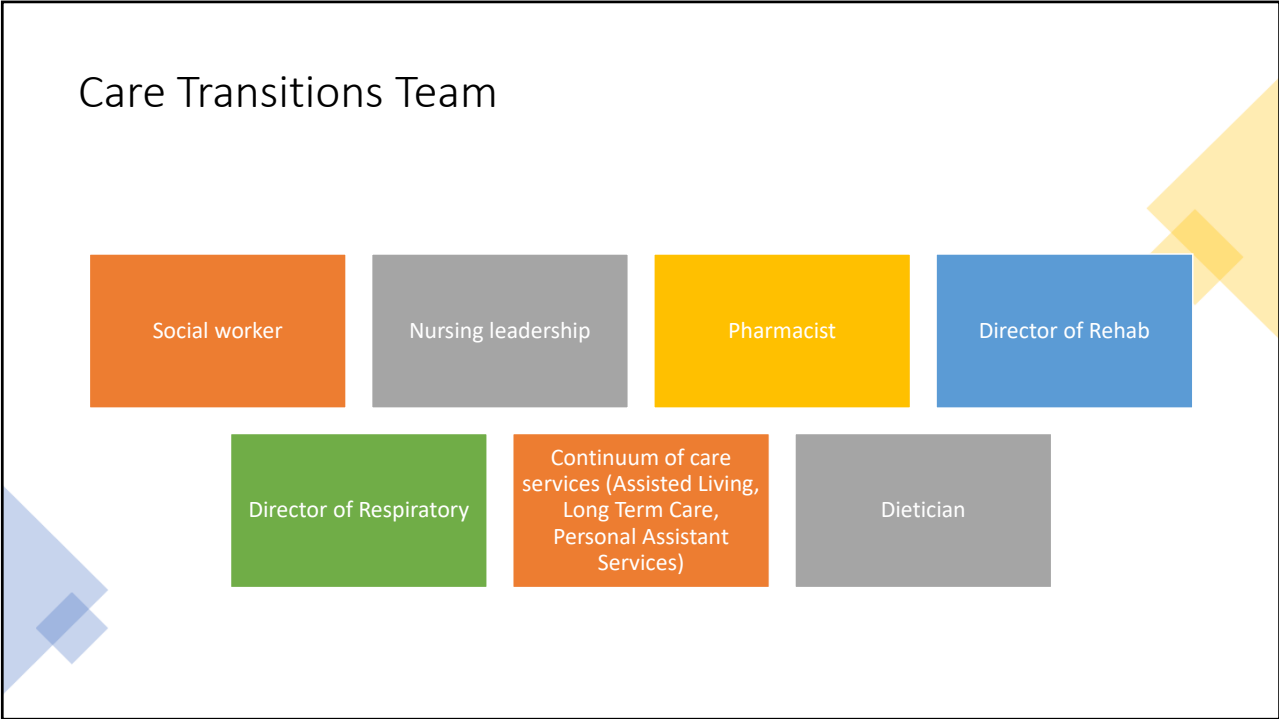 Care Transitions Team
Social worker
Nursing leadership
Pharmacist
Director of Rehab
Director of Respiratory
Continuum of care
services (Assisted Living,
Long Term Care,
Personal Assistant
Services)
Dietician